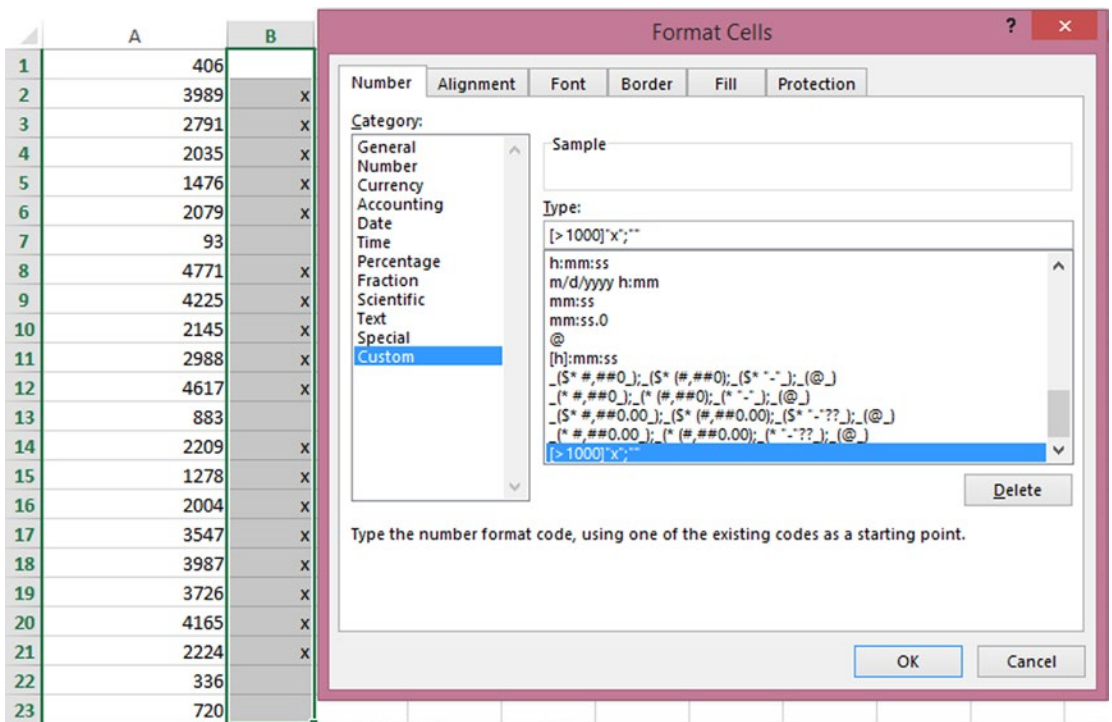 Format Cells ? ×
A B
1 406
2 3989 x
3 2791 x
4 2035 x
5 1476 x
6 2079 x
7 93
8 4771 x
9 4225 x
10 2145 x
11 2988 x
12 4617 x
13 883
14 2209 x
15 1278 x
16 2004 x
17 3547 x
18 3987 x
19 3726 x
20 4165 x
21 2224 x
22 336
23 720
Number Alignment Font Border Fill Protection
Category:
General
Number
Currency
Accounting
Date
Time
Percentage
Fraction
Scientific
Text
Special
Custom
Sample
Type:
[>1000]"x";""
h:mm:ss
m/d/yyyy h:mm
mm:ss
mm:ss.0
@
[h]:mm:ss
_($* #,##0_);_($* (#,##0);_($* "-"_);_(@_)
_(* #,##0_);_(* (#,##0);_(* "-"_);_(@_)
_($* #,##0.00_);_($* (#,##0.00);_($* "-"??_);_(@_)
_(* #,##0.00_);_(* (#,##0.00);_(* "-"??_);_(@_)
[>1000]"x";""
Delete
Type the number format code, using one of the existing codes as a starting point.
OK Cancel